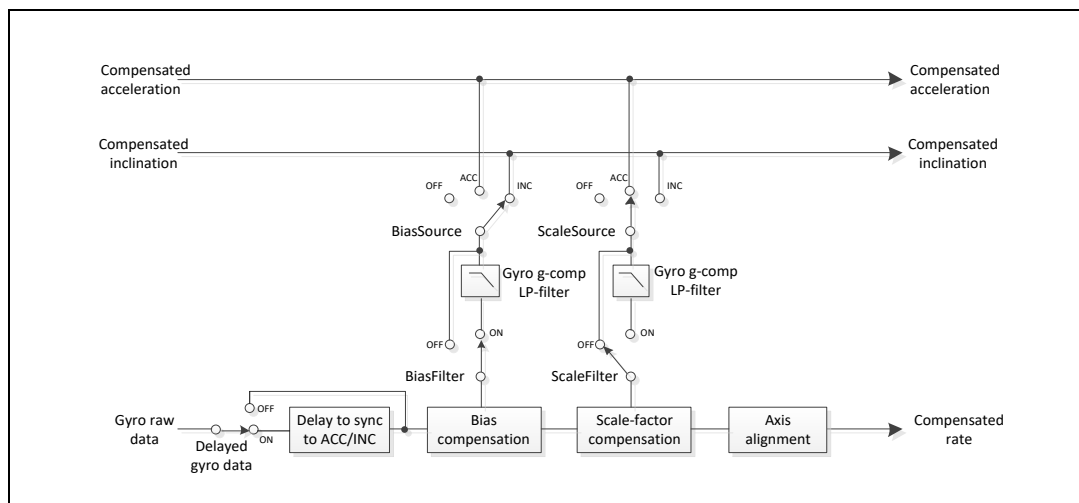 Compensated
acceleration
Compensated
acceleration
Compensated
inclination
Compensated
inclination
OFF
ACC
INC
OFF
ACC
INC
BiasSource
ScaleSource
Gyro g-comp
LP-filter
Gyro g-comp
LP-filter
OFF
ON
OFF
ON
BiasFilter
ScaleFilter
Gyro raw
data
OFF
ON
Delayed
gyro data
Delay to sync
to ACC/INC
Bias
compensation
Scale-factor
compensation
Axis
alignment
Compensated
rate